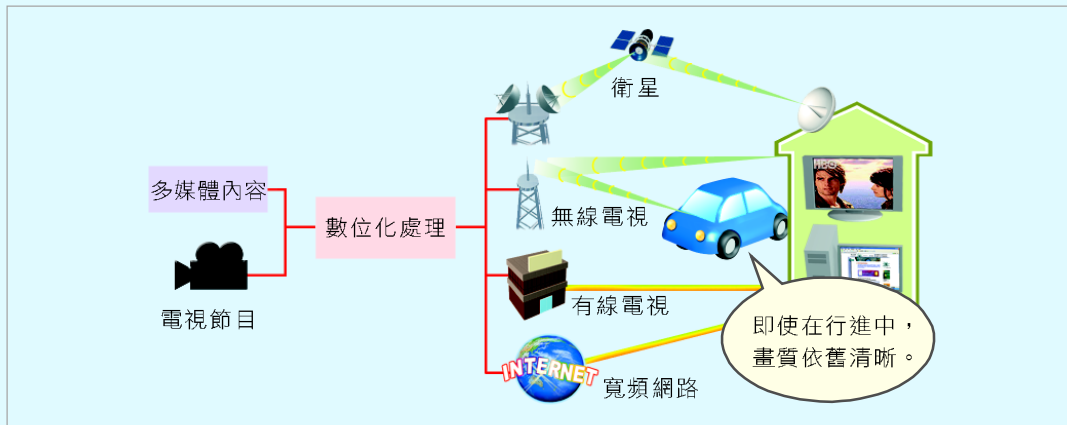 多媒體內容
電視節目
數位化處理
衛星
無線電視
有線電視
INTERNET
寬頻網路
HBO
即使在行進中，
畫質依舊清晰。